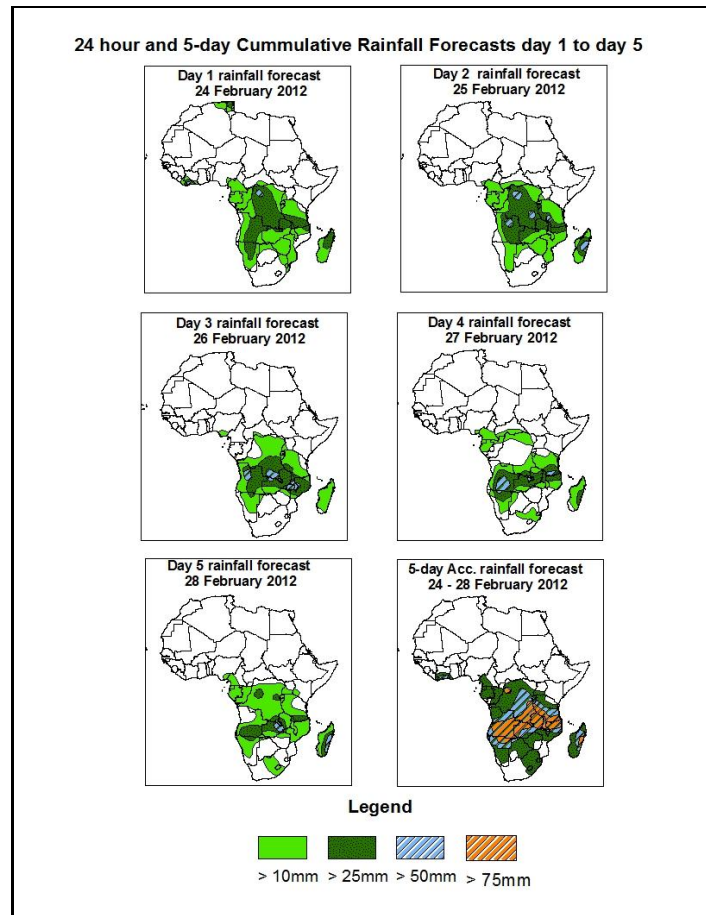 24 hour and 5-day Cummulative Rainfall Forecasts day 1 to day 5
Day 1 rainfall forecast
24 February 2012
Day 2 rainfall forecast
25 February 2012
Day 3 rainfall forecast
26 February 2012
Day 4 rainfall forecast
27 February 2012
Day 5 rainfall forecast
28 February 2012
5-day Acc. rainfall forecast
24 - 28 February 2012
Legend
> 10mm > 25mm > 50mm > 75mm